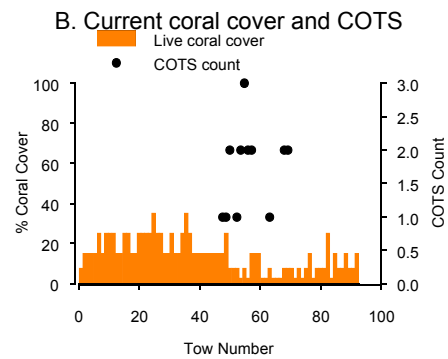 B. Current coral cover and COTS
Live coral cover
COTS count
% Coral Cover
100
80
60
40
20
0
3.0
2.5
2.0
1.5
1.0
0.5
0.0
COTS Count
0 20 40 60 80 100
Tow Number